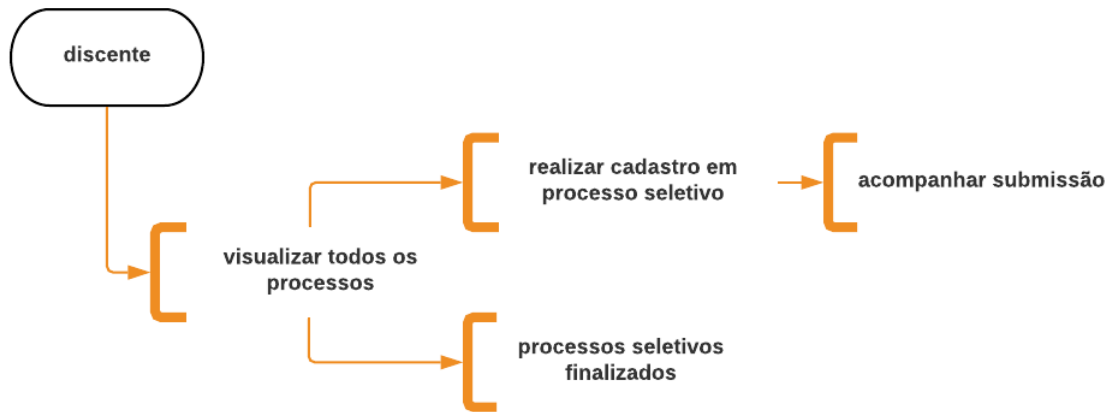 discente
realizar cadastro em
processo seletivo
acompanhar submissão
visualizar todos os
processos
processos seletivos
finalizados